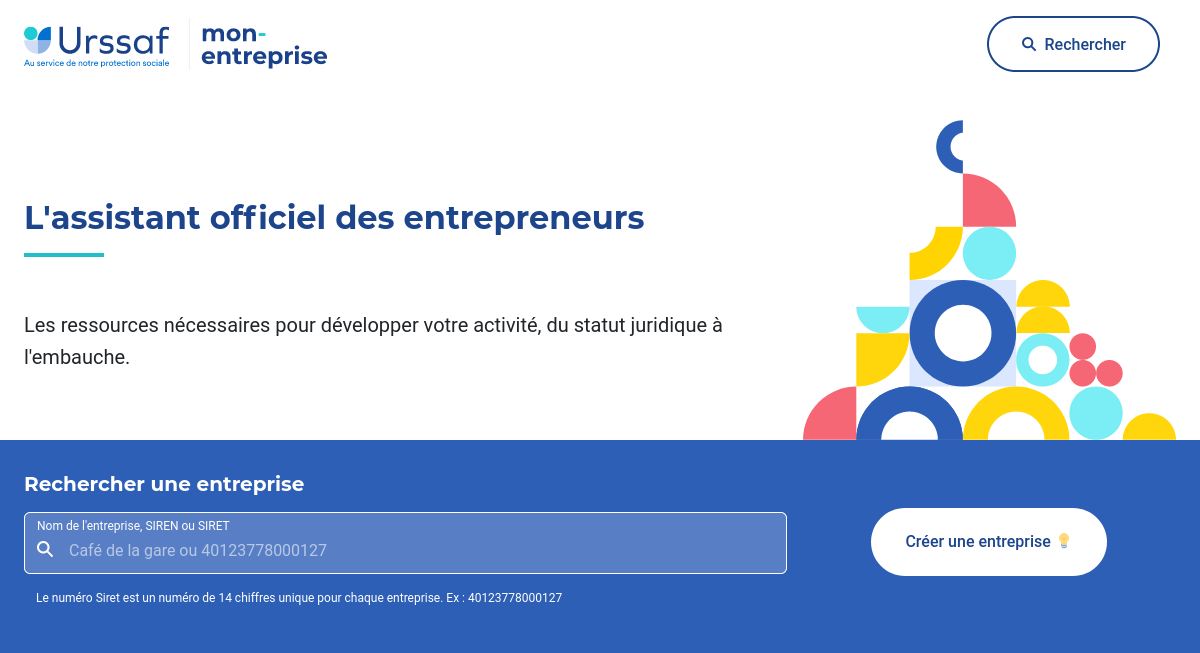 Urssaf
Au service de notre protection sociale
mon-
entreprise
Rechercher
L'assistant officiel des entrepreneurs
Les ressources nécessaires pour développer votre activité, du statut juridique à
l'embauche.
Rechercher une entreprise
Nom de l'entreprise, SIREN ou SIRET
Café de la gare ou 40123778000127
Le numéro Siret est un numéro de 14 chiffres unique pour chaque entreprise. Ex : 40123778000127
Créer une entreprise 💡